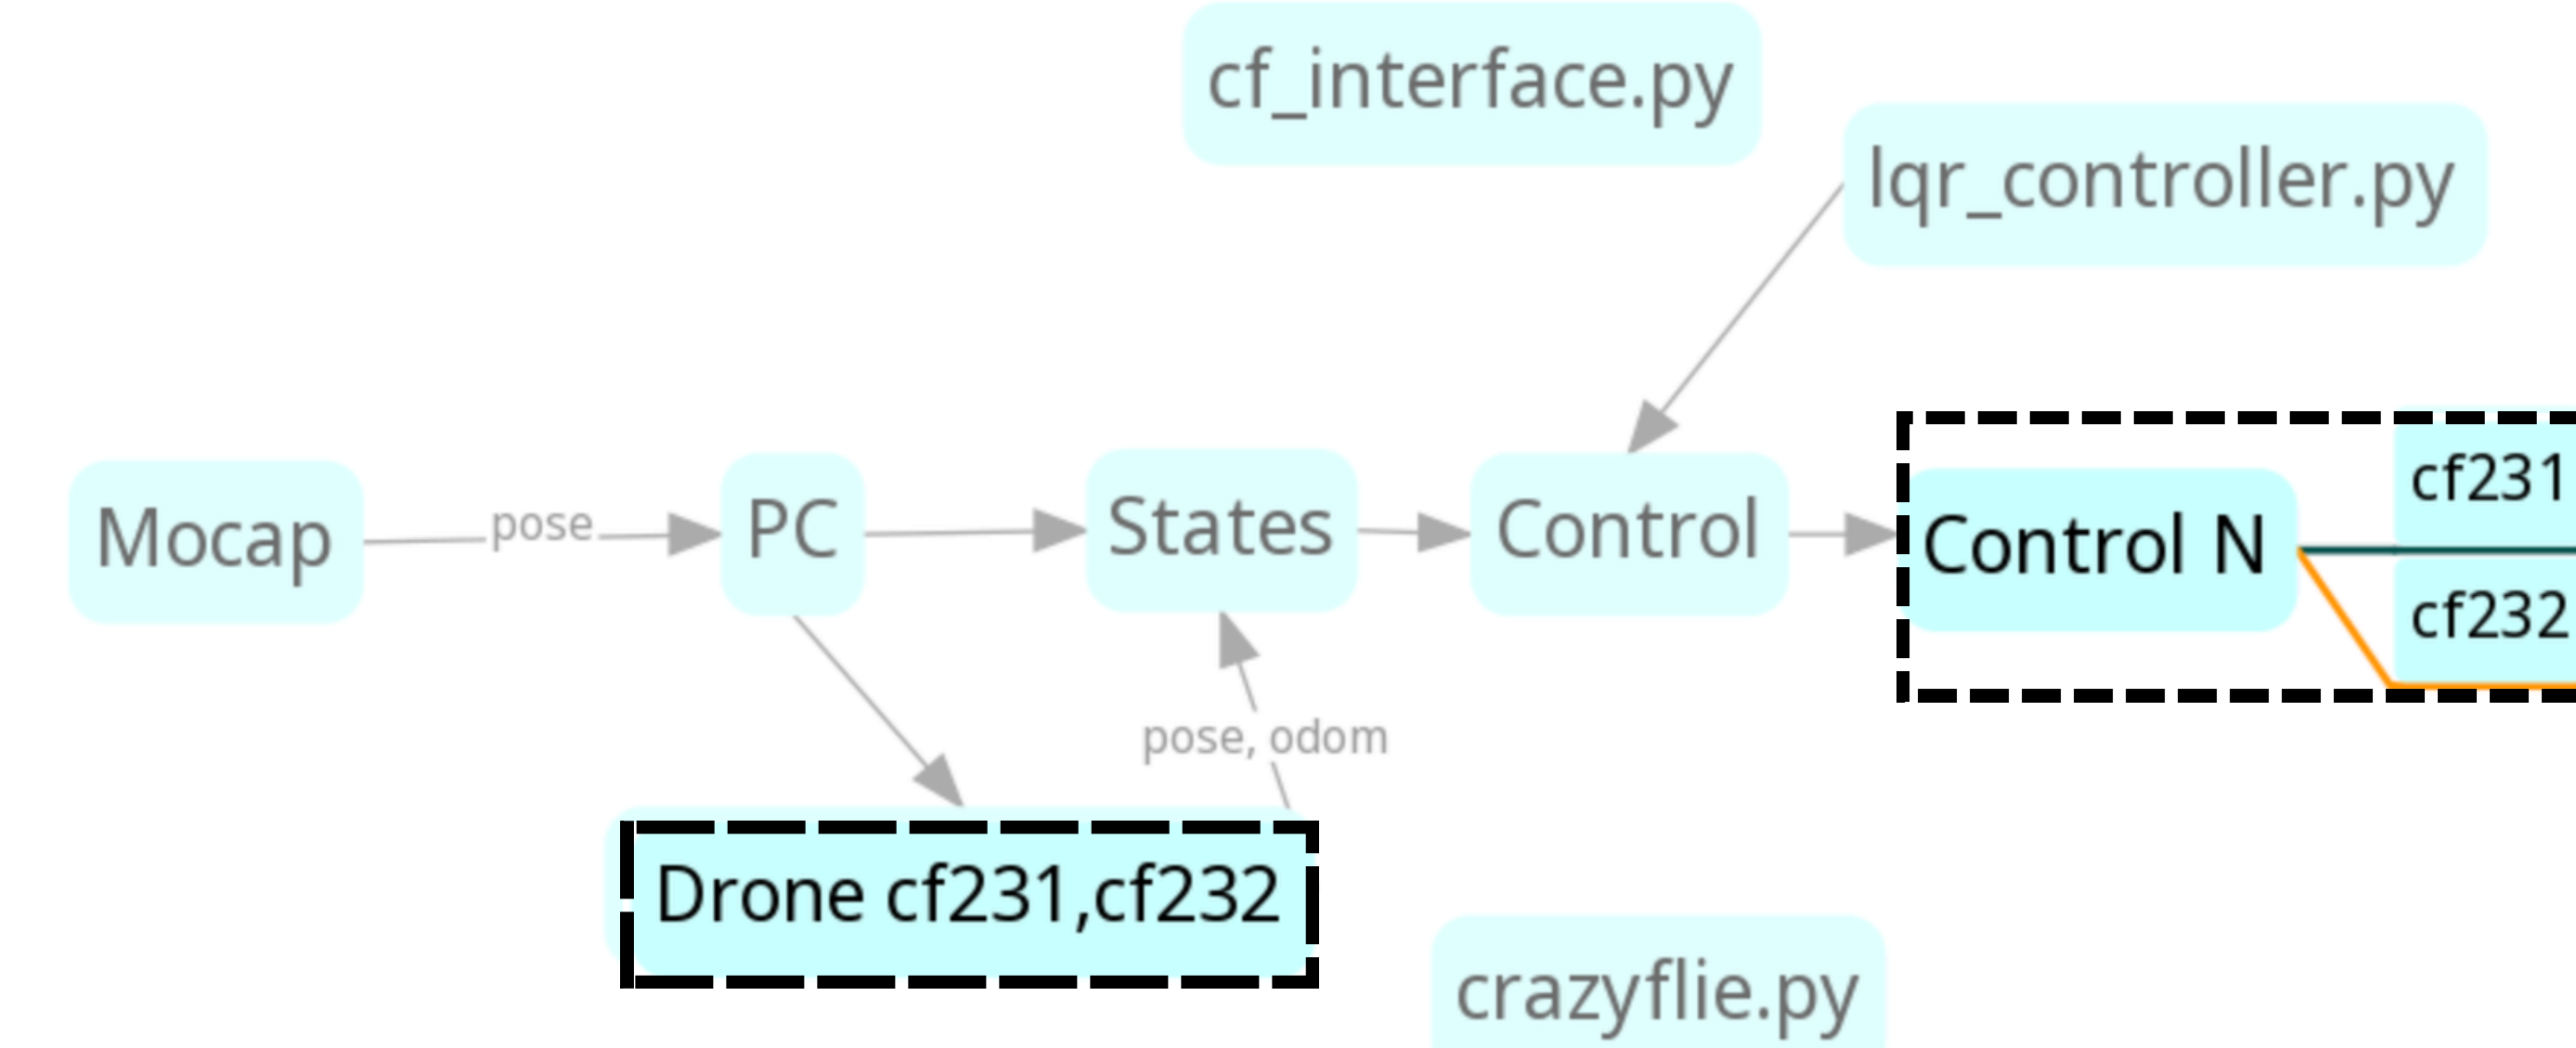 cf_interface.py
lqr_controller.py
Mocap
pose
PC
States
Control
Control N
cf231
cf232
pose, odom
Drone cf231,cf232
crazyflie.py